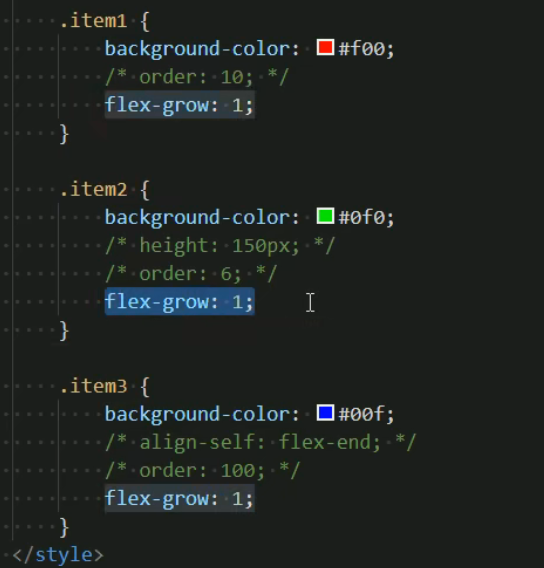 .item1 {
background-color: #f00;
/* order: 10; */
flex-grow: 1;
}
.item2 {
background-color: #0f0;
/* height: 150px; */
/* order: 6; */
flex-grow: 1;
}
.item3 {
background-color: #00f;
/* align-self: flex-end; */
/* order: 100; */
flex-grow: 1;
}
</style>